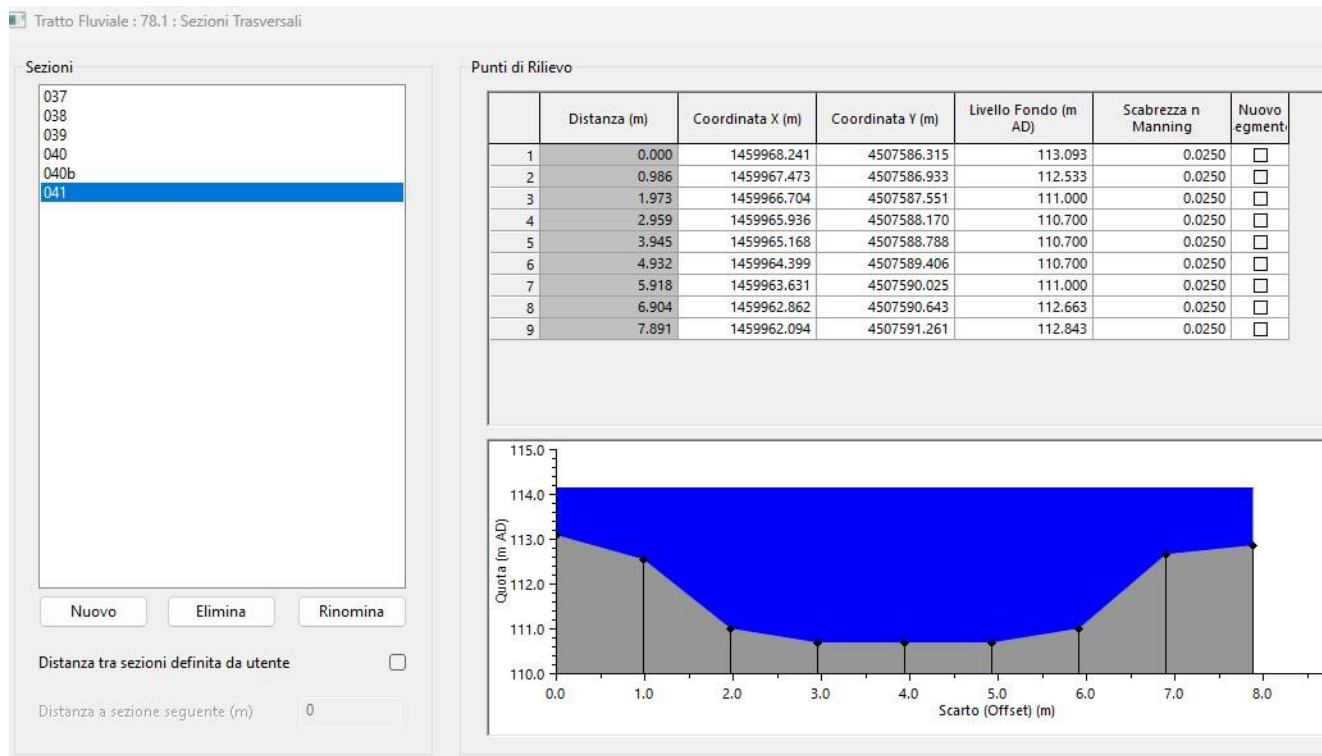 Tratto Fluviale : 78.1 : Sezioni Trasversali
Sezioni
037
038
039
040
040b
041
Nuovo Elimina Rinomina
Distanza tra sezioni definita da utente
Distanza a sezione seguente (m) 0
Punti di Rilievo
Distanza (m) Coordinata X (m) Coordinata Y (m) Livello Fondo (m AD) Scabrezza n Manning Nuovo egment
1 0.000 1459968.241 4507586.315 113.093 0.0250
2 0.986 1459967.473 4507586.933 112.533 0.0250
3 1.973 1459966.704 4507587.551 111.000 0.0250
4 2.959 1459965.936 4507588.170 110.700 0.0250
5 3.945 1459965.168 4507588.788 110.700 0.0250
6 4.932 1459964.399 4507589.406 110.700 0.0250
7 5.918 1459963.631 4507590.025 111.000 0.0250
8 6.904 1459962.862 4507590.643 112.663 0.0250
9 7.891 1459962.094 4507591.261 112.843 0.0250
Quota (m AD)
115.0
114.0
113.0
112.0
111.0
110.0
0.0 1.0 2.0 3.0 4.0 5.0 6.0 7.0 8.0
Scarto (Offset) (m)